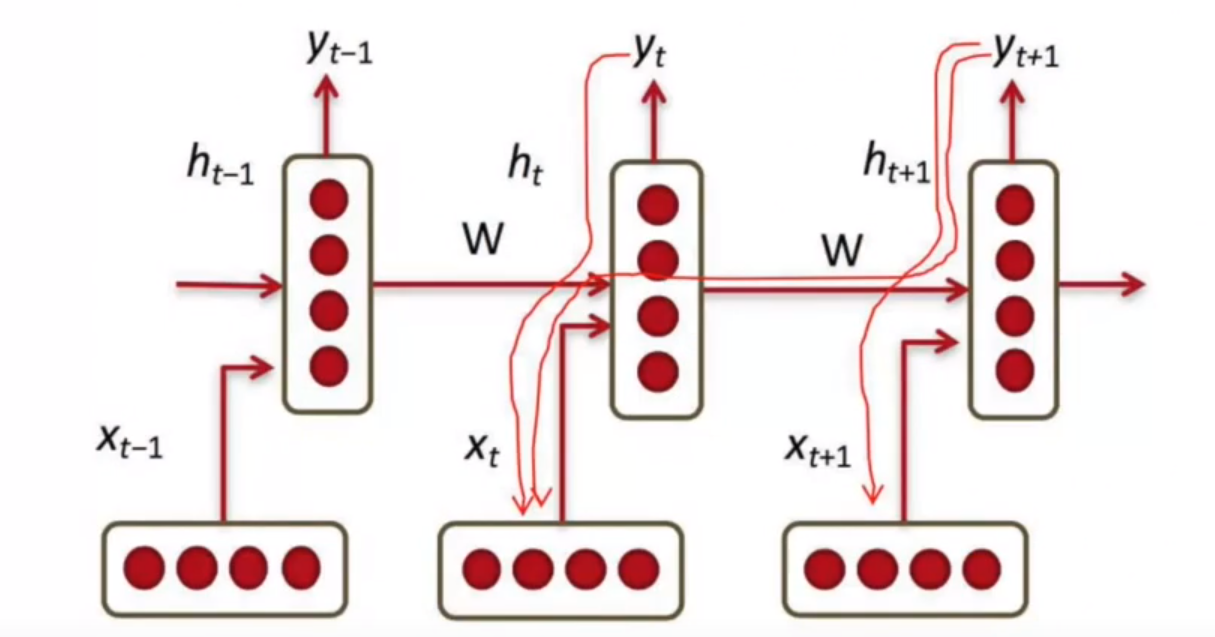 yₜ₋₁ yₜ yₜ₊₁
hₜ₋₁ hₜ hₜ₊₁
W W
xₜ₋₁ xₜ xₜ₊₁